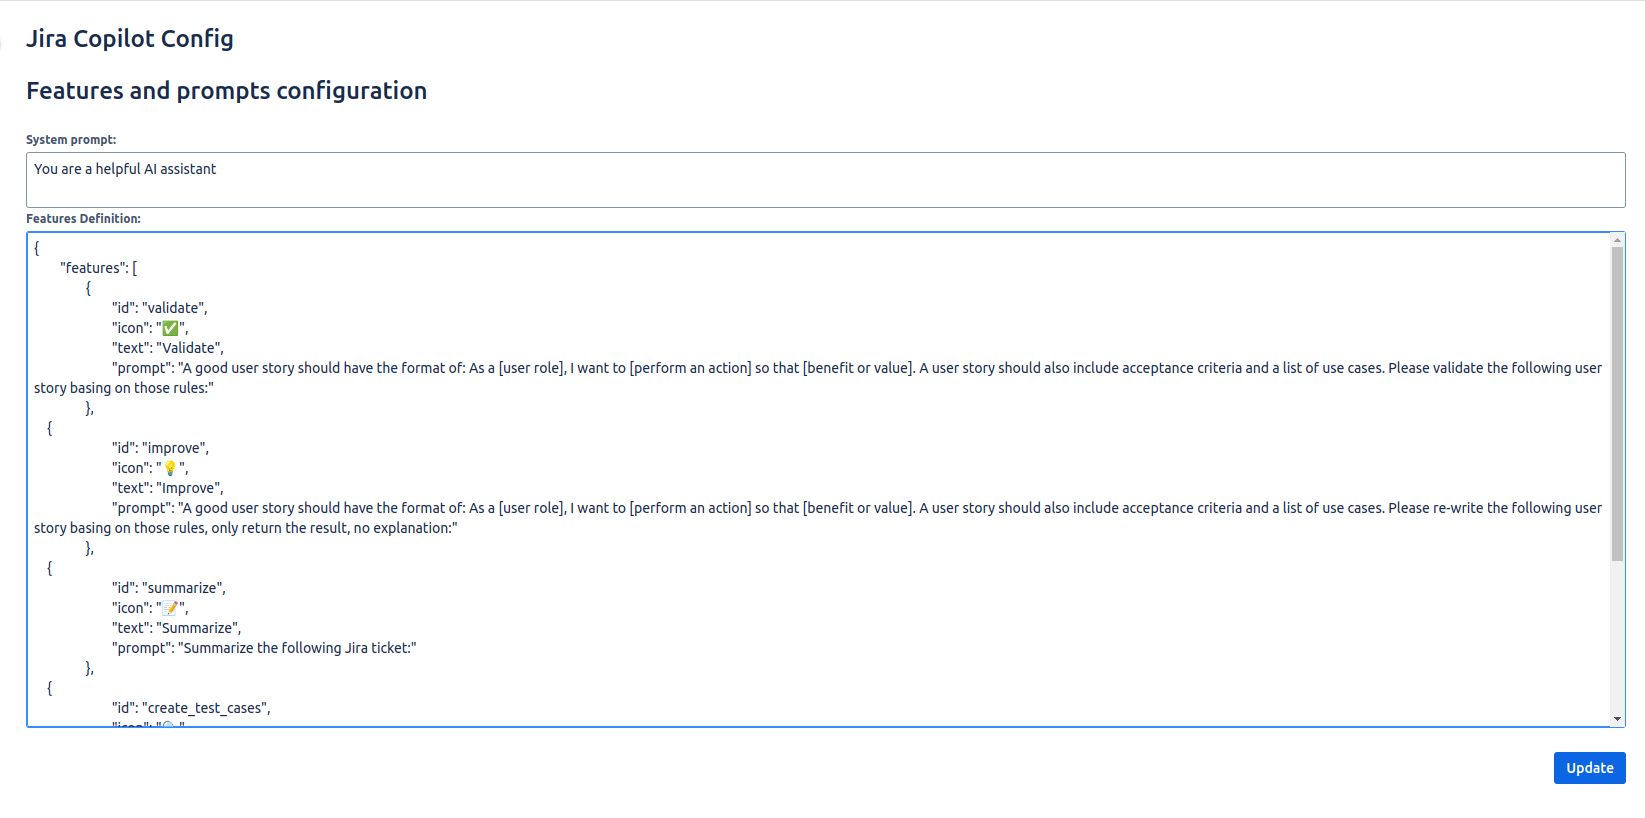 Jira Copilot Config
Features and prompts configuration
System prompt:
You are a helpful AI assistant
Features Definition:
{
"features": [
{
"id": "validate",
"icon": "✅",
"text": "Validate",
"prompt": "A good user story should have the format of: As a [user role], I want to [perform an action] so that [benefit or value]. A user story should also include acceptance criteria and a list of use cases. Please validate the following user
story basing on those rules:"
},
{
"id": "improve",
"icon": "💡",
"text": "Improve",
"prompt": "A good user story should have the format of: As a [user role], I want to [perform an action] so that [benefit or value]. A user story should also include acceptance criteria and a list of use cases. Please re-write the following user
story basing on those rules, only return the result, no explanation:"
},
{
"id": "summarize",
"icon": "📝",
"text": "Summarize",
"prompt": "Summarize the following Jira ticket:"
},
{
"id": "create_test_cases",
Update